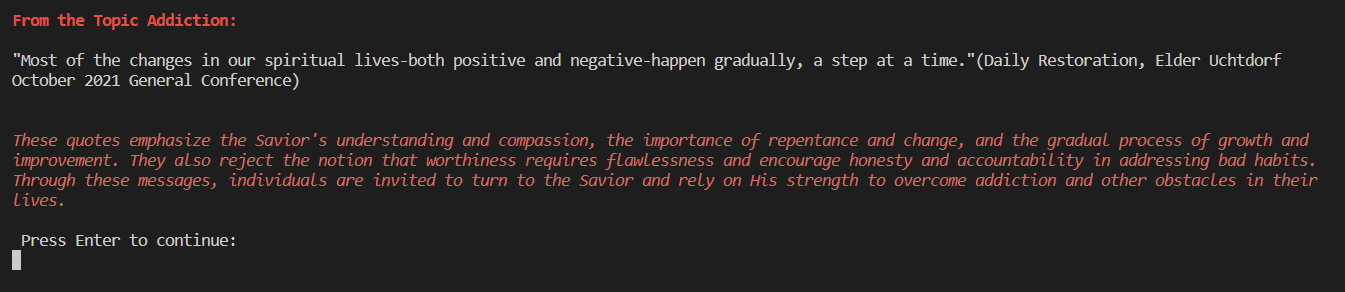 From the Topic Addiction:
"Most of the changes in our spiritual lives-both positive and negative-happen gradually, a step at a time."(Daily Restoration, Elder Uchtdorf
October 2021 General Conference)
These quotes emphasize the Savior's understanding and compassion, the importance of repentance and change, and the gradual process of growth and
improvement. They also reject the notion that worthiness requires flawlessness and encourage honesty and accountability in addressing bad habits.
Through these messages, individuals are invited to turn to the Savior and rely on His strength to overcome addiction and other obstacles in their
lives.
Press Enter to continue: